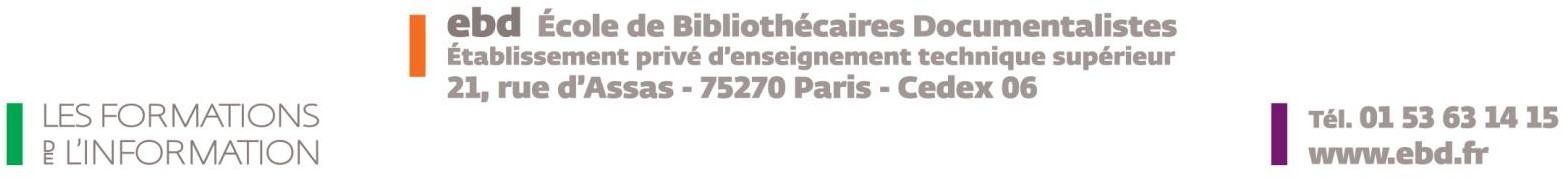 ebd École de Bibliothécaires Documentalistes
Établissement privé d'enseignement technique supérieur
21, rue d'Assas - 75270 Paris - Cedex 06
LES FORMATIONS
DE L'INFORMATION
Tél. 01 53 63 14 15
www.ebd.fr